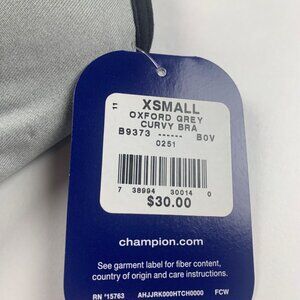 11
XSMALL
OXFORD GREY
CURVY BRA
B9373 ------ B0V
0251
7 38994 30014 0
$30.00
champion.com
See garment label for fiber content,
country of origin and care instructions.
RN #15763 AHJJRK000HTCH0000 FCW